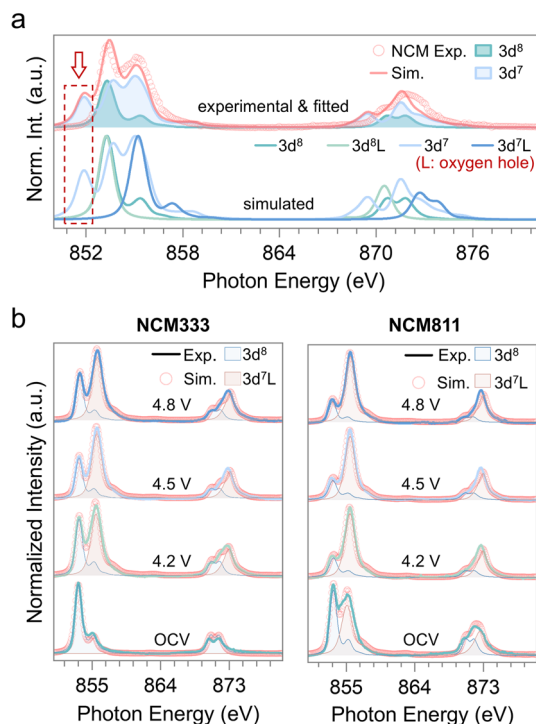 a
Norm. Int. (a.u.)
NCM Exp.
3d⁸
Sim.
3d⁷
experimental & fitted
3d⁸
3d⁸L
3d⁷
3d⁷L
(L: oxygen hole)
simulated
852
858
864
870
876
Photon Energy (eV)
b
NCM333
NCM811
Normalized Intensity (a.u.)
Exp.
3d⁸
Sim.
3d⁷L
4.8 V
4.5 V
4.2 V
OCV
855
864
873
Photon Energy (eV)
Exp.
3d⁸
Sim.
3d⁷L
4.8 V
4.5 V
4.2 V
OCV
855
864
873
Photon Energy (eV)